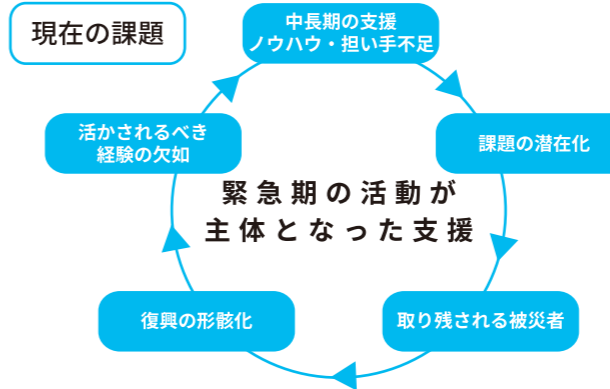 現在の課題
中長期の支援
ノウハウ・担い手不足
課題の潜在化
取り残される被災者
復興の形骸化
活かされるべき
経験の欠如
緊急期の活動が
主体となった支援